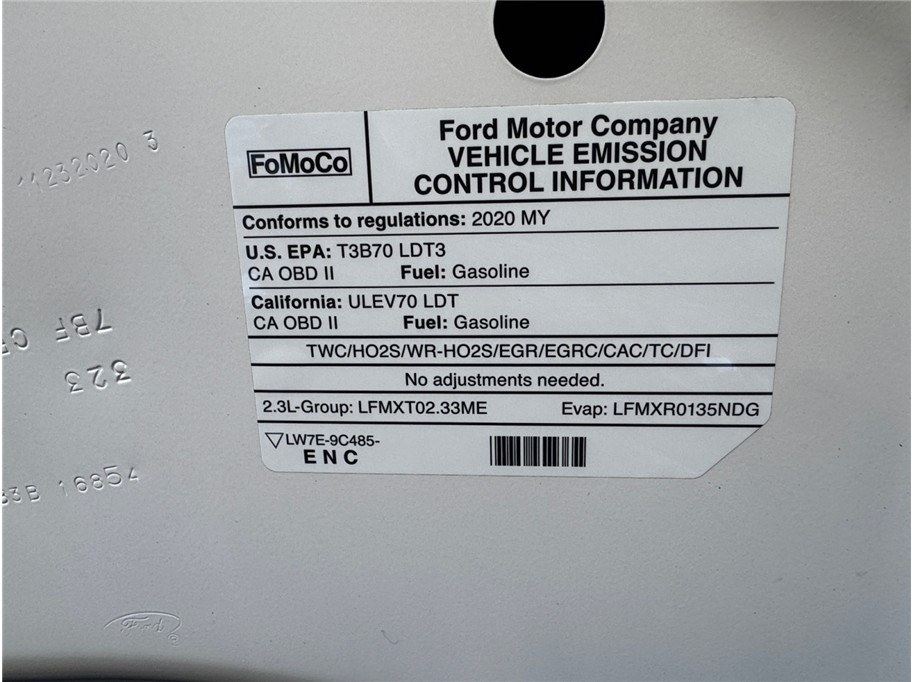 FoMoCo
Ford Motor Company
VEHICLE EMISSION
CONTROL INFORMATION
Conforms to regulations: 2020 MY
U.S. EPA: T3B70 LDT3
CA OBD II Fuel: Gasoline
California: ULEV70 LDT
CA OBD II Fuel: Gasoline
TWC/HO2S/WR-HO2S/EGR/EGRC/CAC/TC/DFI
No adjustments needed.
2.3L-Group: LFMXT02.33ME Evap: LFMXR0135NDG
LW7E-9C485-
E N C
11232020 3
7BF
323
16854
Ford